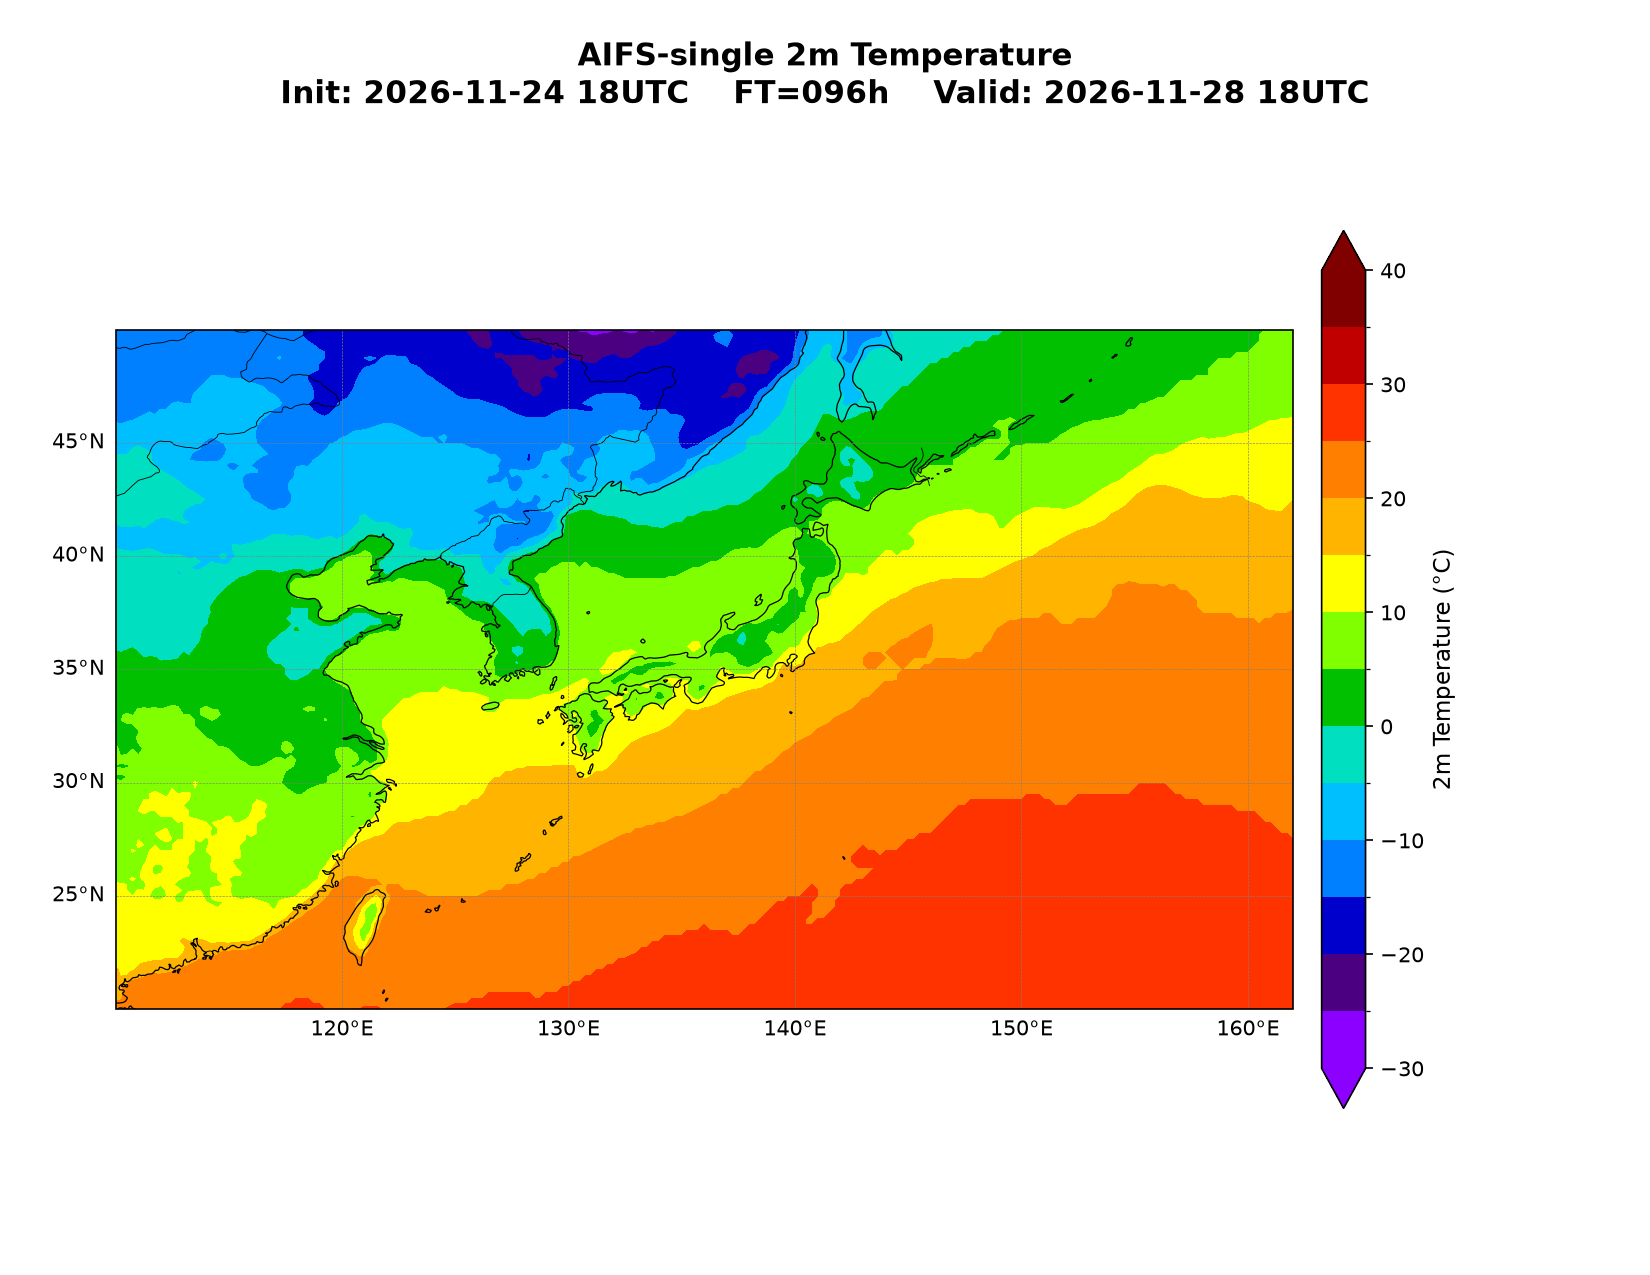 AIFS-single 2m Temperature
Init: 2026-11-24 18UTC    FT=096h    Valid: 2026-11-28 18UTC
45°N
40°N
35°N
30°N
25°N
120°E
130°E
140°E
150°E
160°E
40
30
20
10
0
−10
−20
−30
2m Temperature (°C)